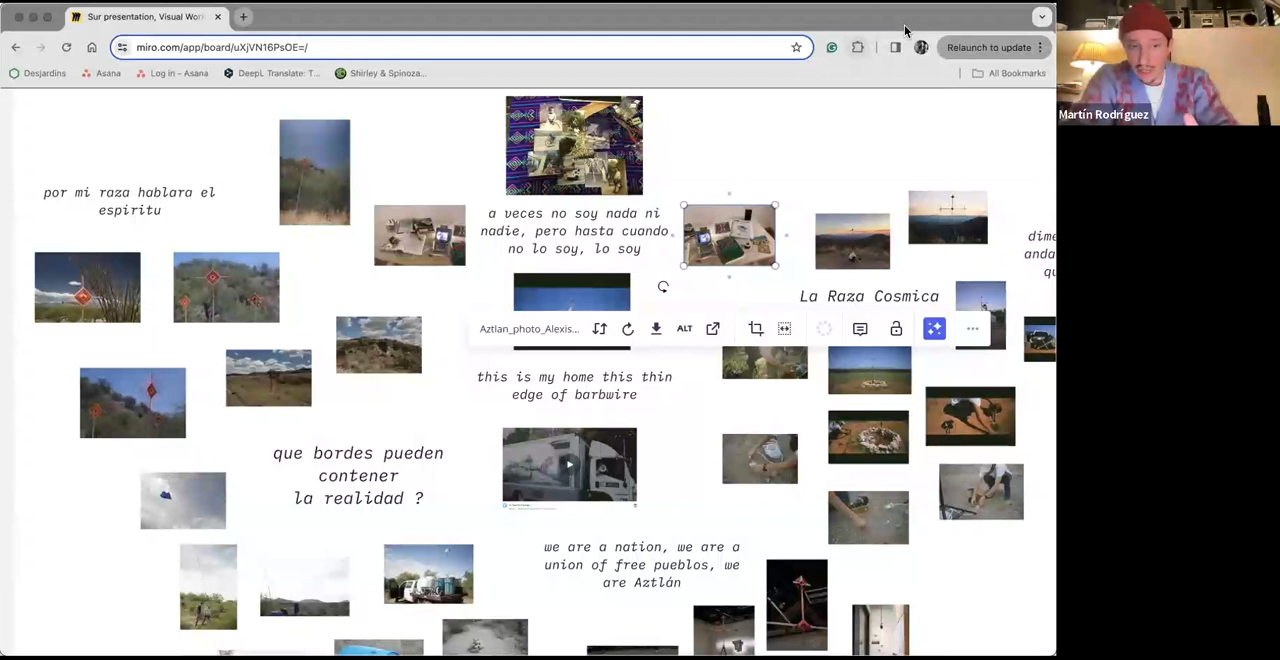 Sur presentation, Visual Wor
miro.com/app/board/uXjVN16PsOE=/
Relaunch to update
Desjardins
Asana
Log in - Asana
DeepL Translate: T...
Shirley & Spinoza...
All Bookmarks
Martín Rodríguez
por mi raza hablara el
espiritu
a veces no soy nada ni
nadie, pero hasta cuando
no lo soy, lo soy
dime
anda
qu
La Raza Cosmica
Aztlan_photo_Alexis...
ALT
this is my home this thin
edge of barbwire
que bordes pueden
contener
la realidad ?
we are a nation, we are a
union of free pueblos, we
are Aztlán